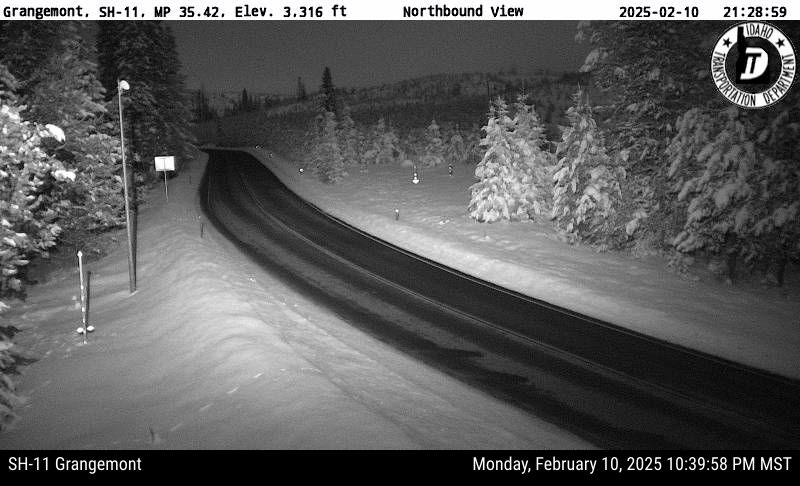 Grangemont, SH-11, MP 35.42, Elev. 3,316 ft Northbound View 2025-02-10 21:28:59
IDAHO
TRANSPORTATION DEPARTMENT
SH-11 Grangemont Monday, February 10, 2025 10:39:58 PM MST